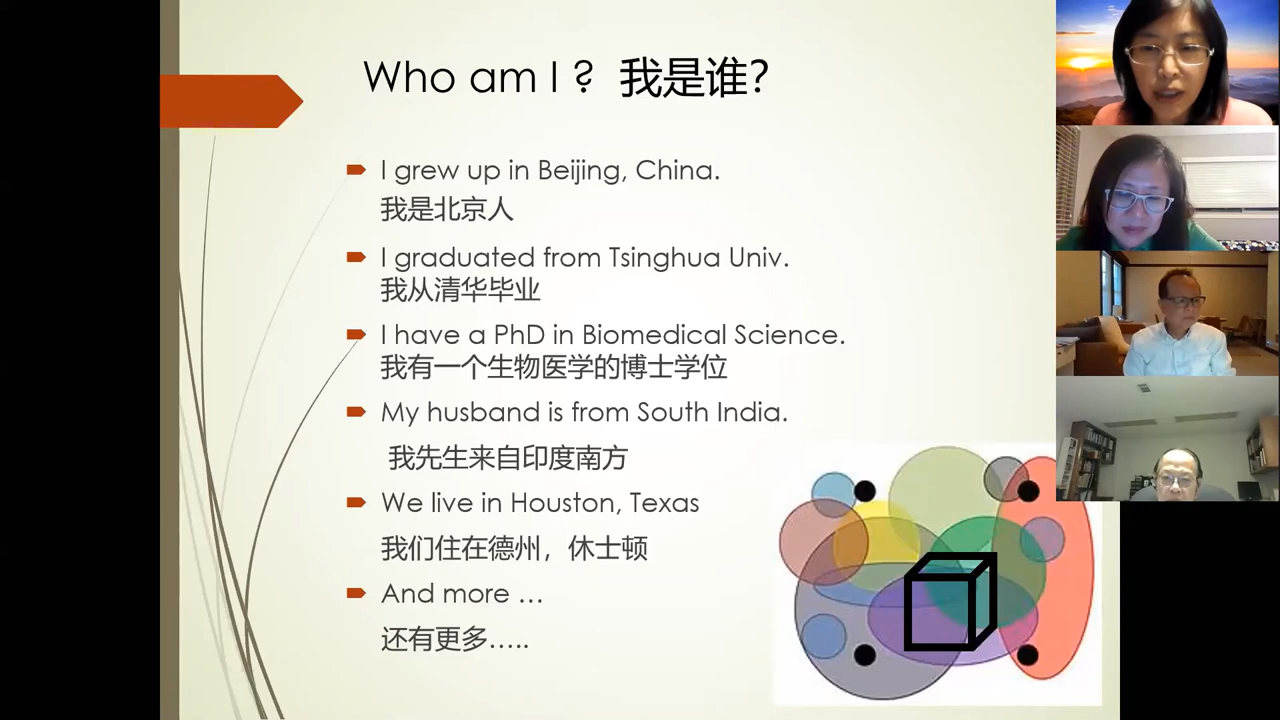 Who am I ? 我是谁?
I grew up in Beijing, China.
我是北京人
I graduated from Tsinghua Univ.
我从清华毕业
I have a PhD in Biomedical Science.
我有一个生物医学的博士学位
My husband is from South India.
我先生来自印度南方
We live in Houston, Texas
我们住在德州，休士顿
And more …
还有更多…..